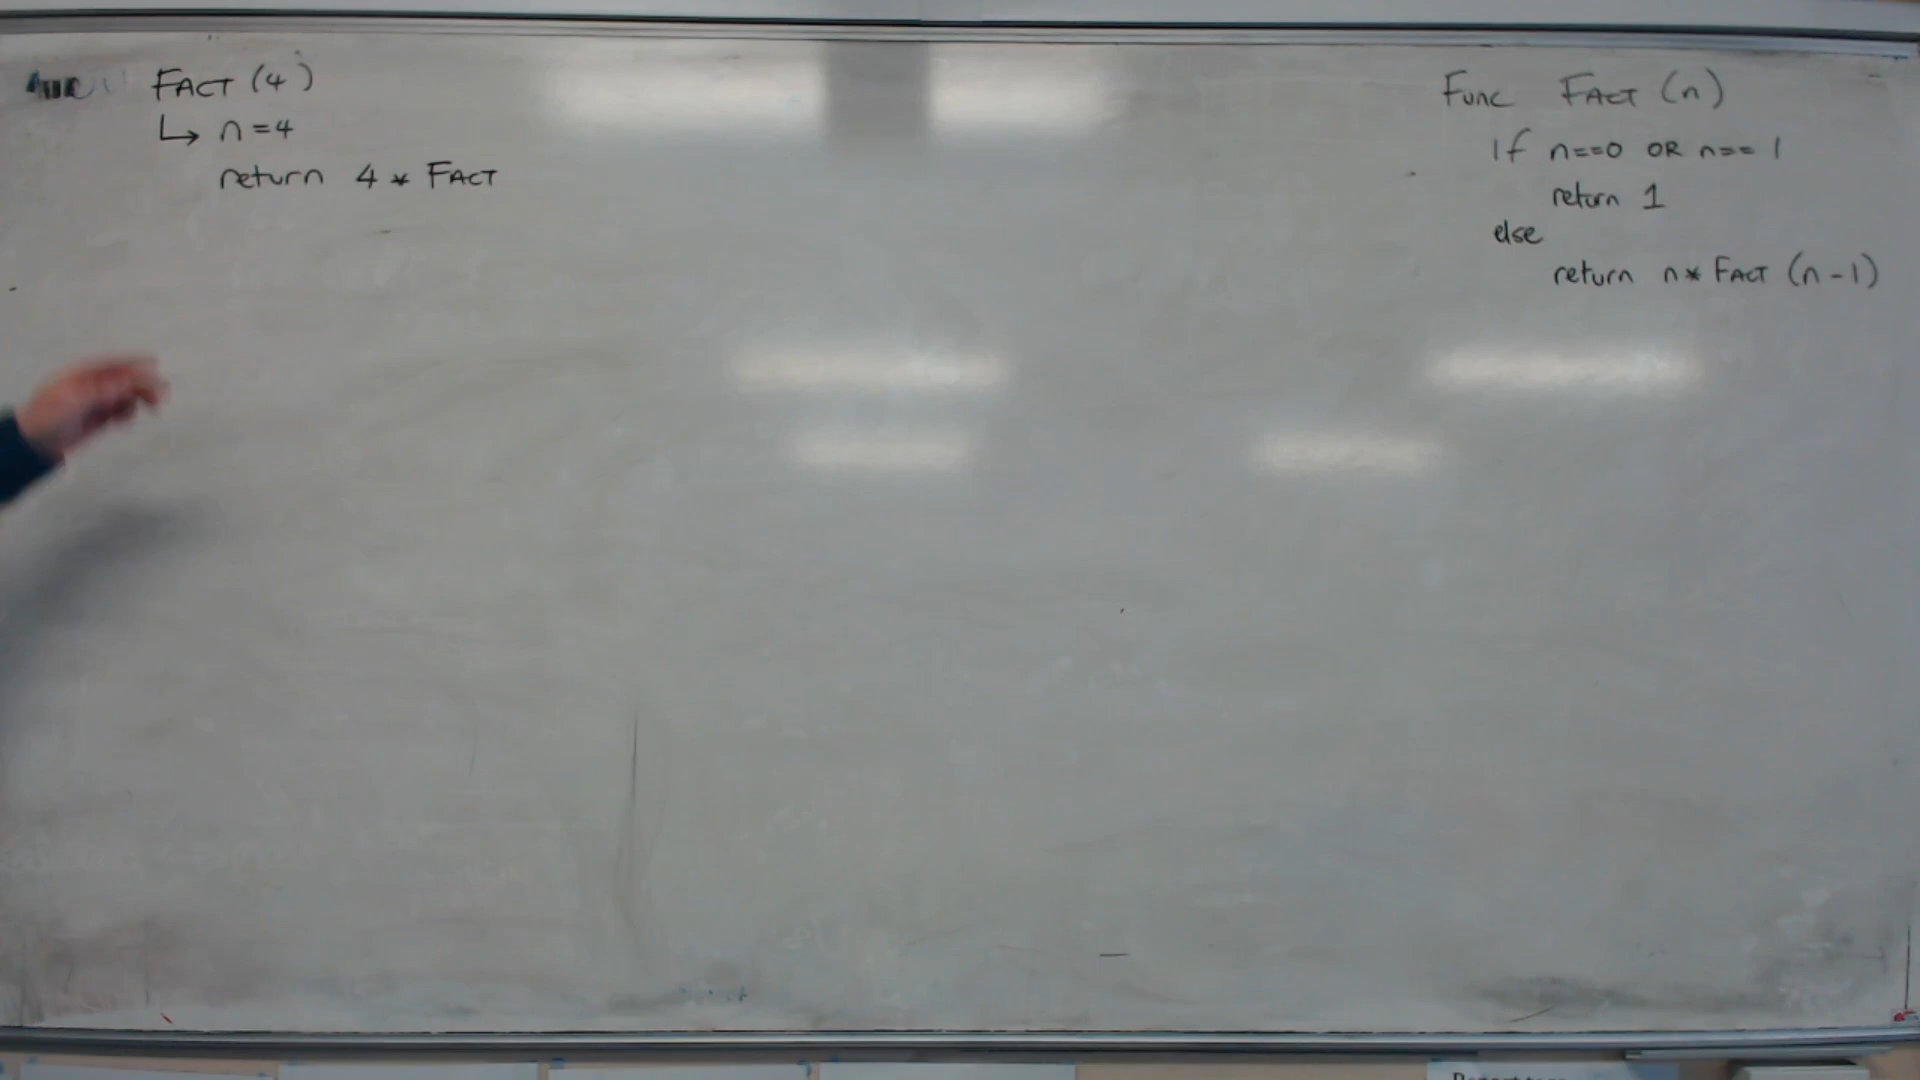 FACT (4)
↳ n=4
return 4 * FACT
Func FACT (n)
If n==0 OR n==1
return 1
else
return n* FACT (n-1)